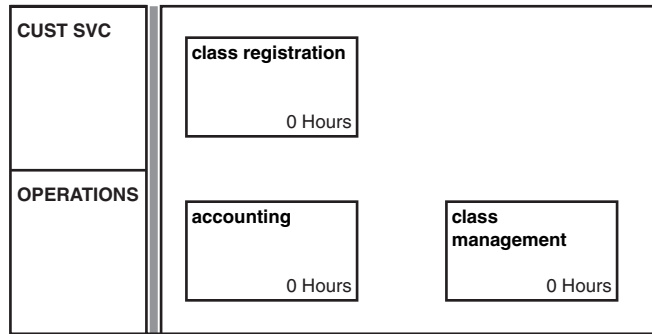 CUST SVC
class registration
0 Hours
OPERATIONS
accounting
0 Hours
class
management
0 Hours